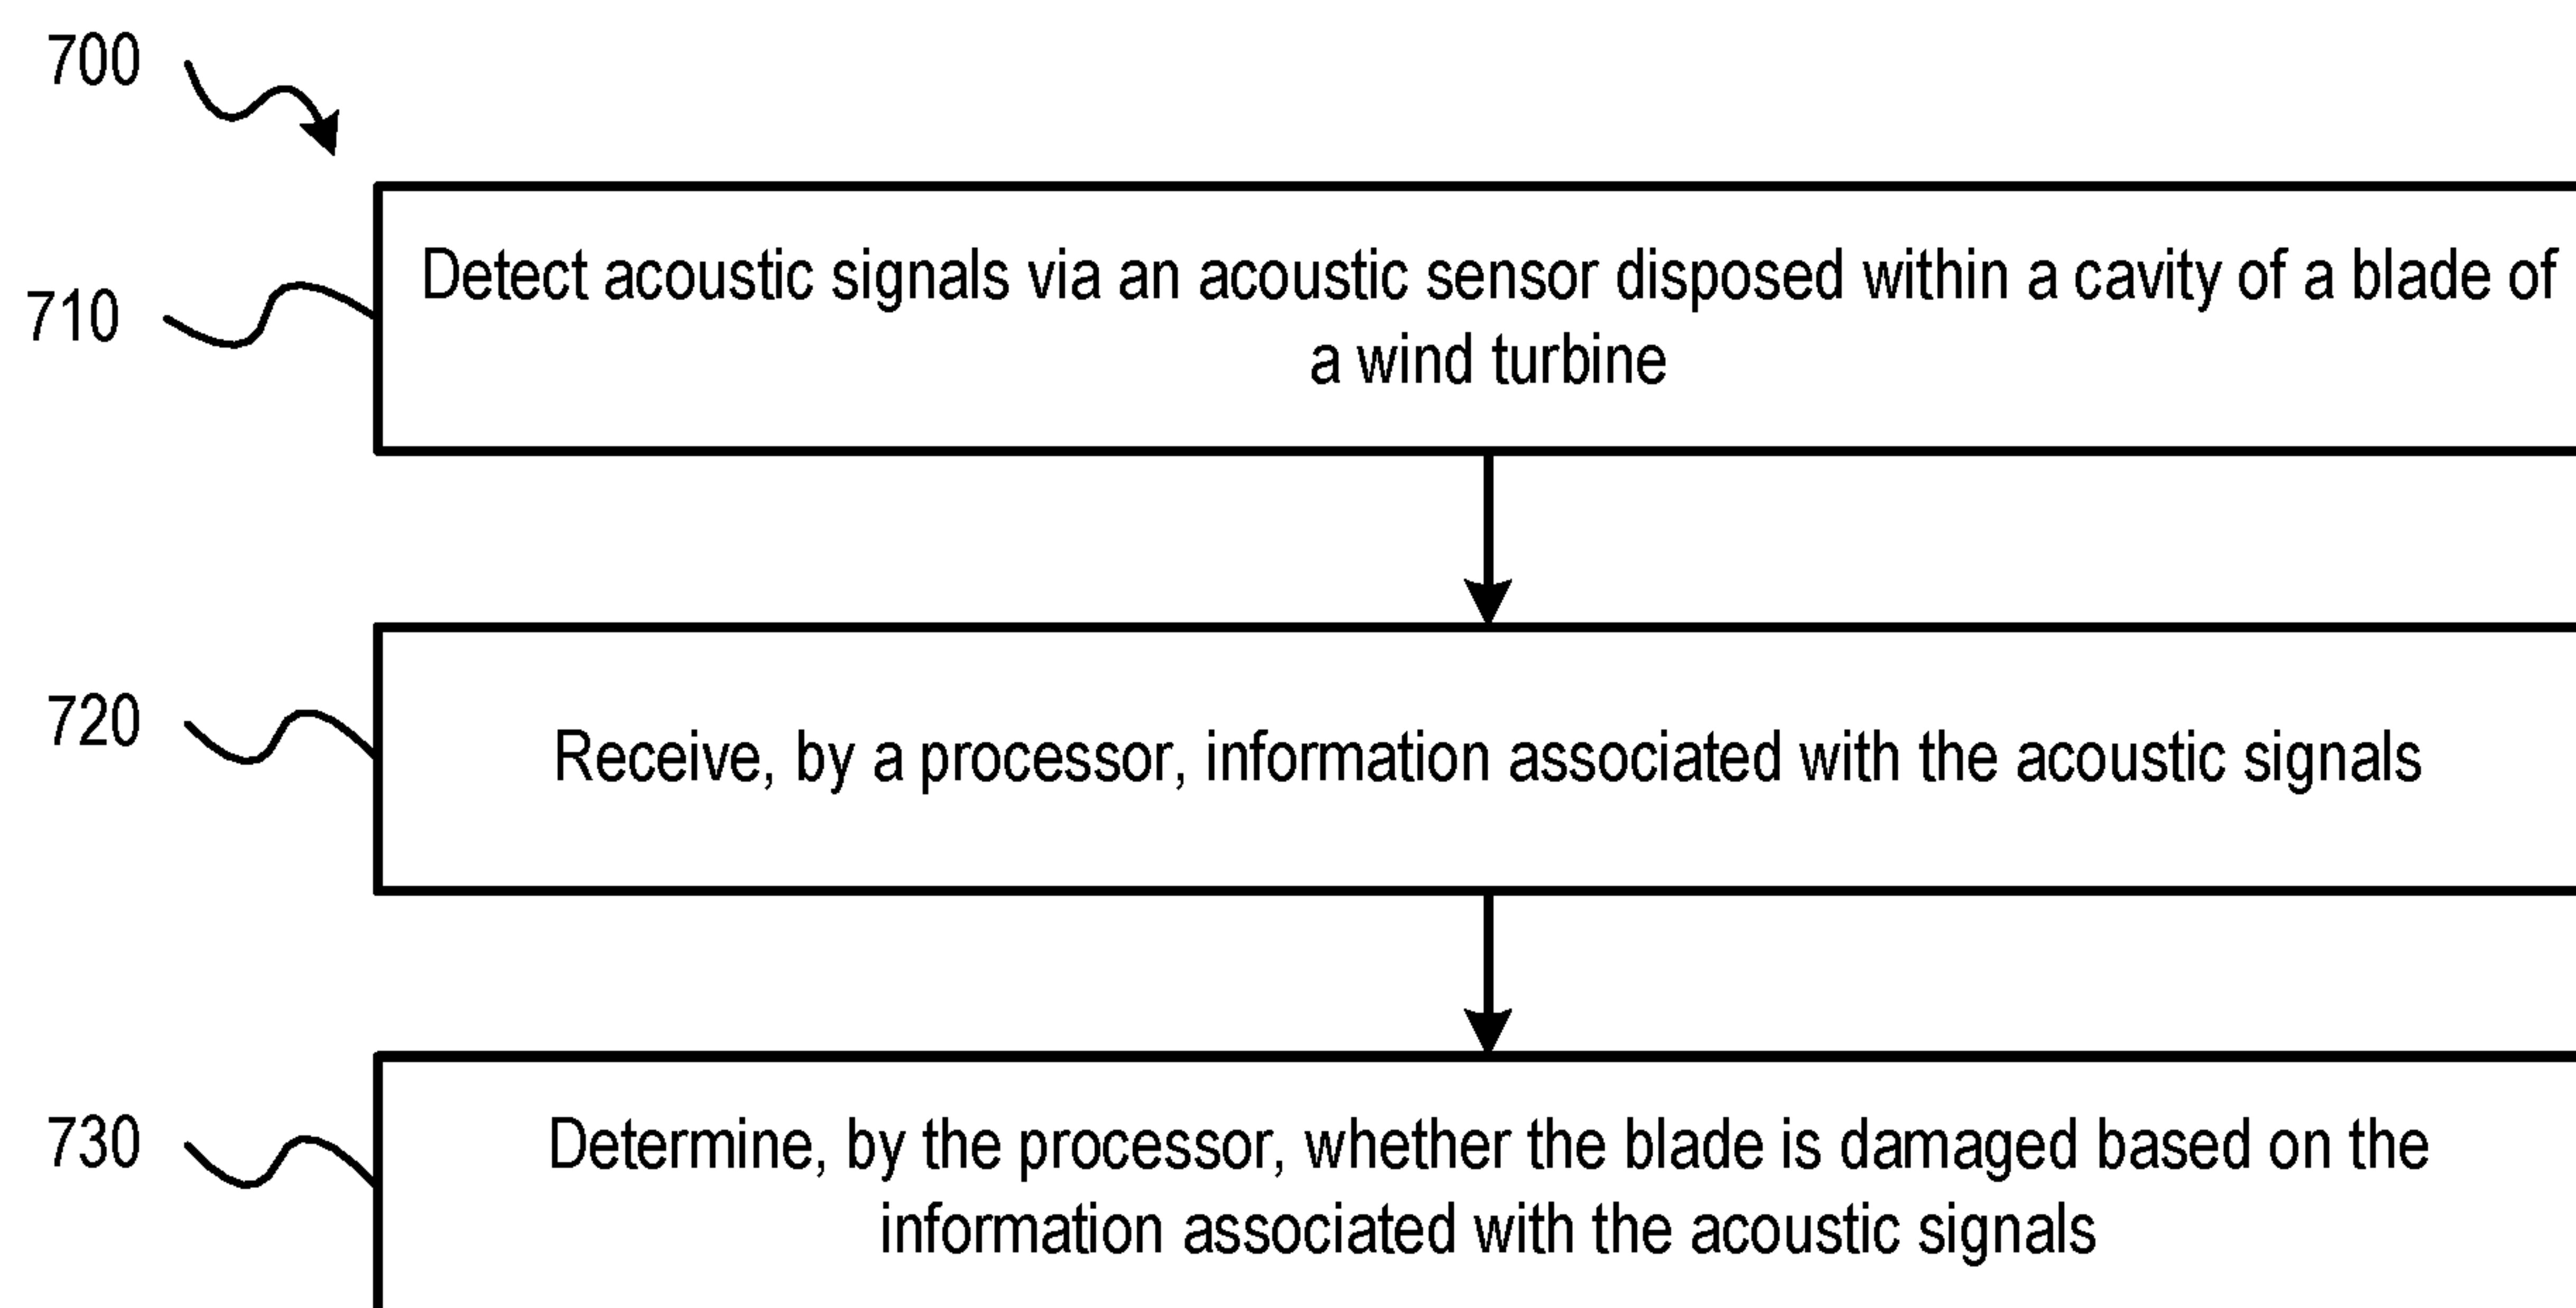 700
710
Detect acoustic signals via an acoustic sensor disposed within a cavity of a blade of
a wind turbine
720
Receive, by a processor, information associated with the acoustic signals
730
Determine, by the processor, whether the blade is damaged based on the
information associated with the acoustic signals